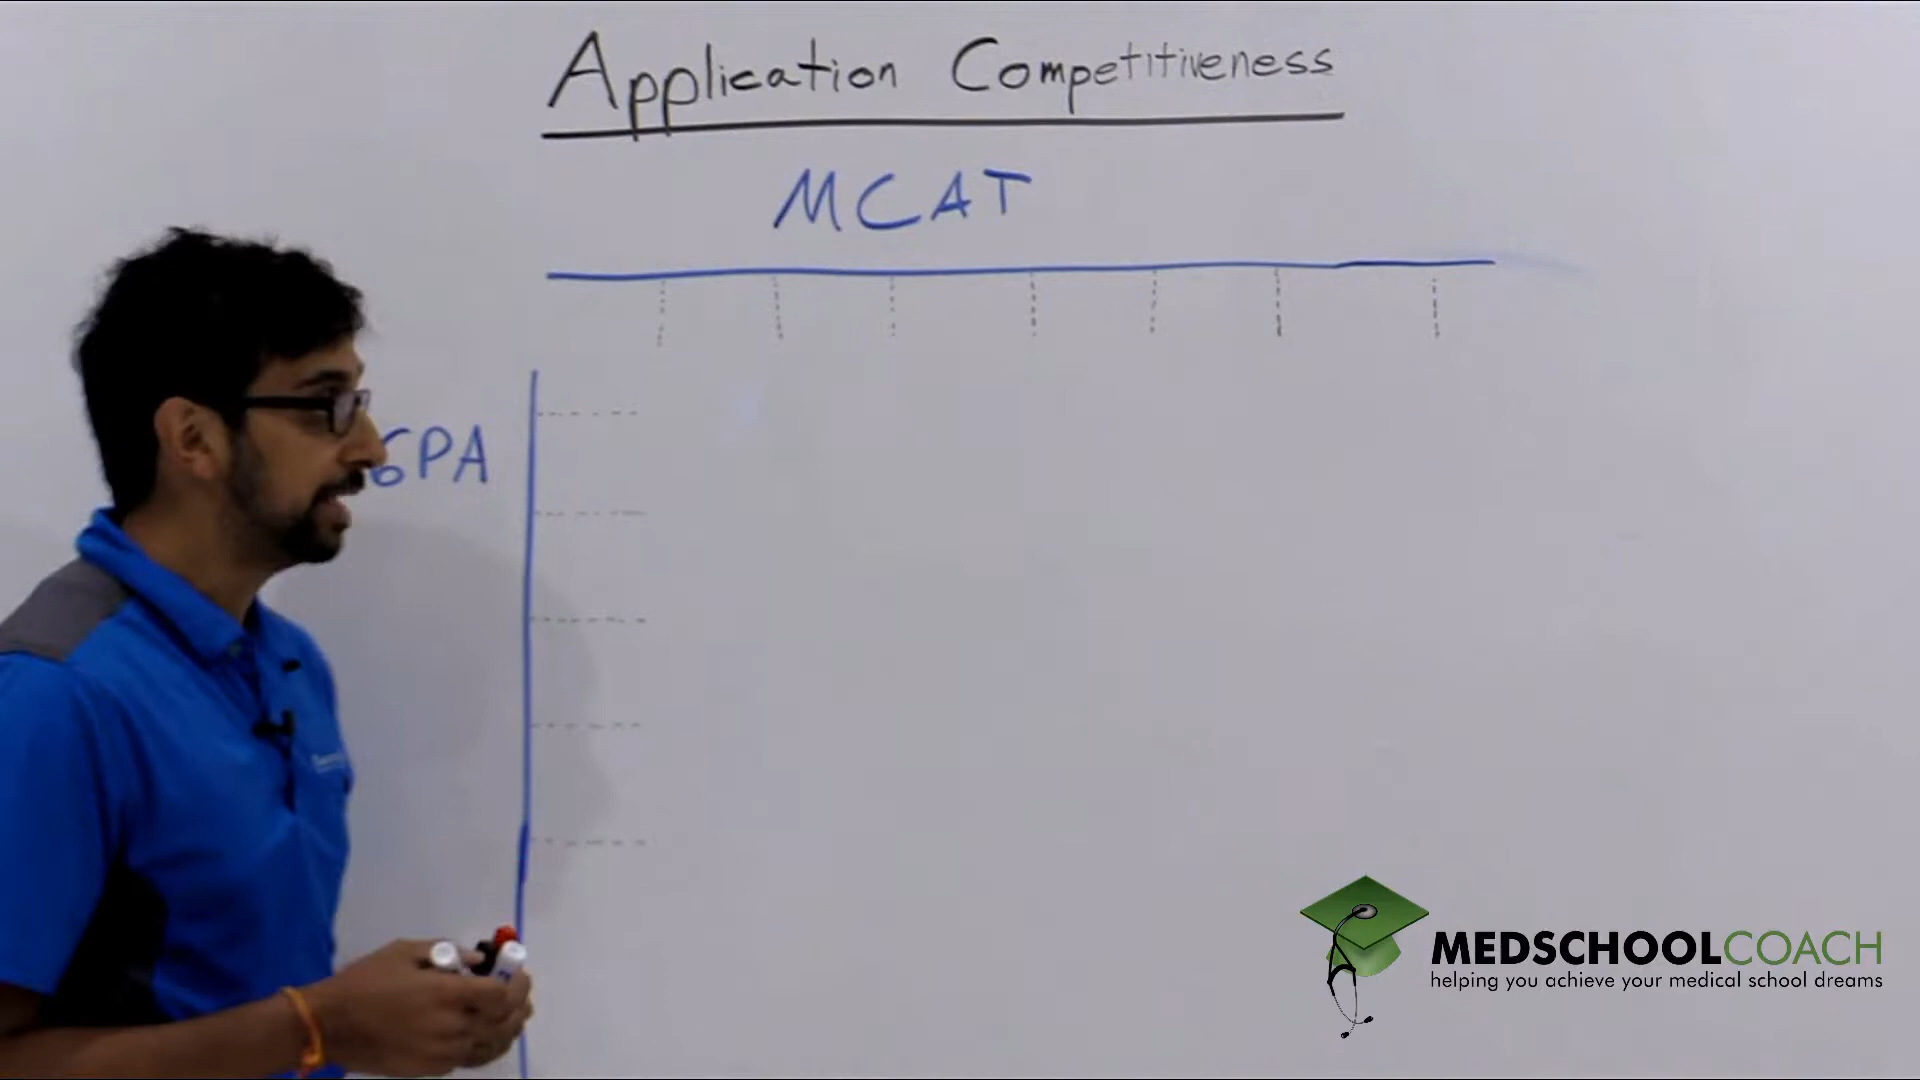 Application Competitiveness
MCAT
GPA
MEDSCHOOLCOACH
helping you achieve your medical school dreams